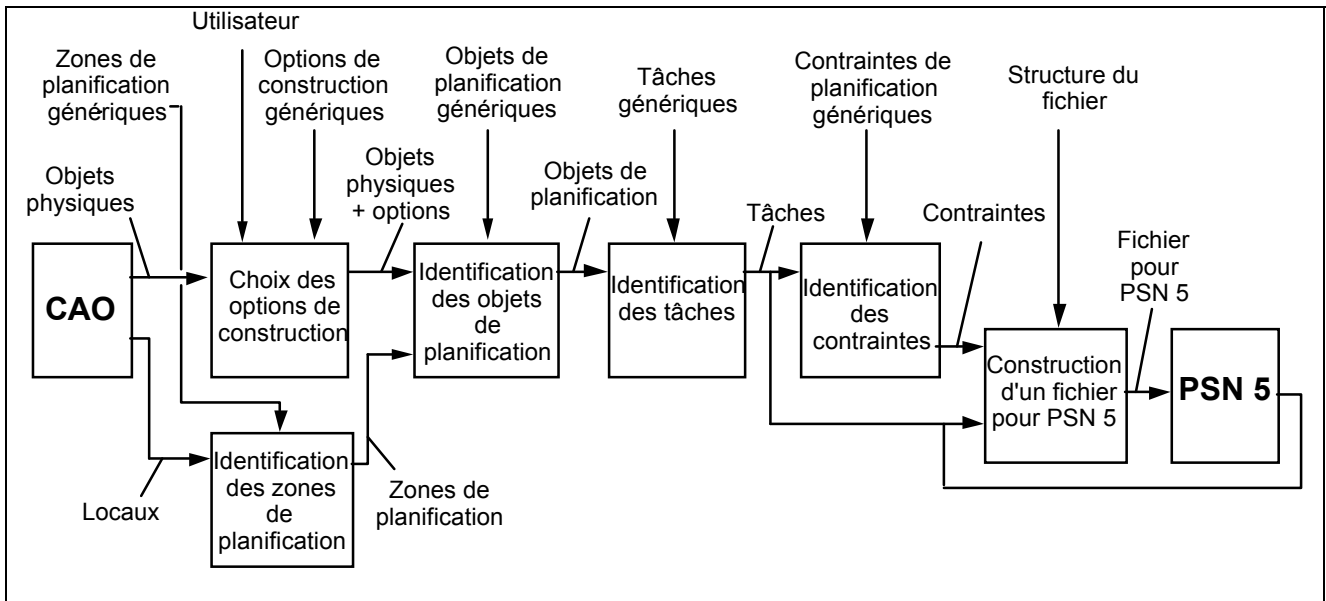 Utilisateur
Zones de
planification
génériques
Options de
construction
génériques
Objets de
planification
génériques
Tâches
génériques
Contraintes de
planification
génériques
Structure du
fichier
Objets
physiques
Objets
physiques
+ options
Objets de
planification
Tâches
Contraintes
Fichier
pour
PSN 5
CAO
Choix des
options de
construction
Identification
des objets
de
planification
Identification
des tâches
Identification
des
contraintes
Construction
d'un fichier
pour PSN 5
PSN 5
Identification
des zones
de
planification
Locaux
Zones de
planification